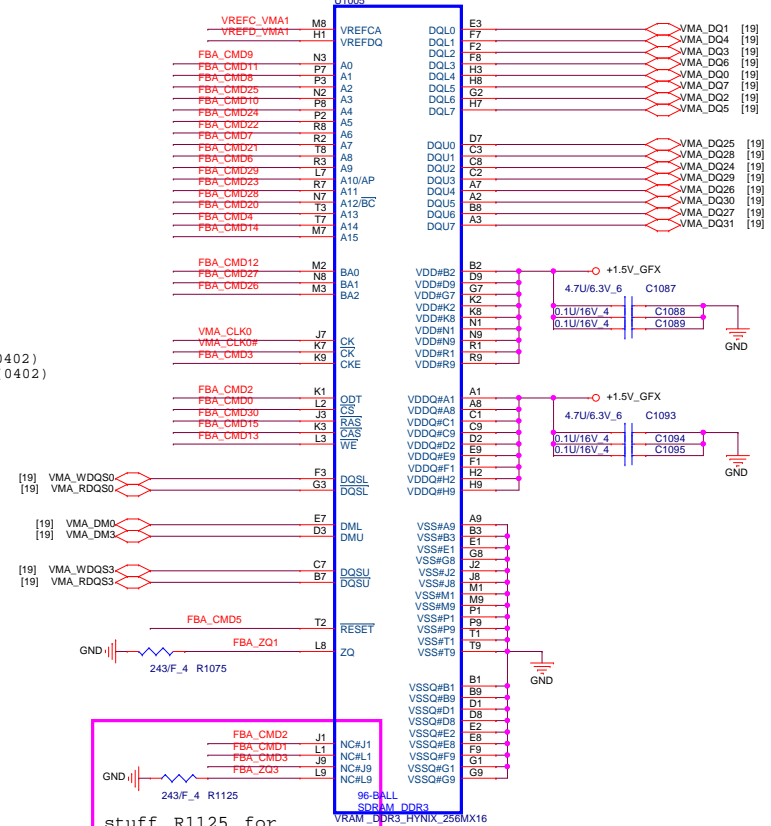 U1005
VREFC_VMA1 M8 VREFCA DQL0 E3 VMA_DQ1 [19]
VREFD_VMA1 H1 VREFDQ DQL1 F7 VMA_DQ4 [19]
DQL2 F2 VMA_DQ3 [19]
FBA_CMD9 N3 A0 DQL3 F8 VMA_DQ6 [19]
FBA_CMD11 P7 A1 DQL4 H3 VMA_DQ0 [19]
FBA_CMD8 P3 A2 DQL5 H8 VMA_DQ7 [19]
FBA_CMD25 N2 A3 DQL6 G2 VMA_DQ2 [19]
FBA_CMD10 P8 A4 DQL7 H7 VMA_DQ5 [19]
FBA_CMD24 P2 A5
FBA_CMD22 R8 A6
FBA_CMD7 R2 A7 DQU0 D7 VMA_DQ25 [19]
FBA_CMD21 T8 A8 DQU1 C3 VMA_DQ28 [19]
FBA_CMD6 R3 A9 DQU2 C8 VMA_DQ24 [19]
FBA_CMD29 L7 A10/AP DQU3 C2 VMA_DQ29 [19]
FBA_CMD23 R7 A11 DQU4 A7 VMA_DQ26 [19]
FBA_CMD28 N7 A12/BC DQU5 A2 VMA_DQ30 [19]
FBA_CMD20 T3 A13 DQU6 B8 VMA_DQ27 [19]
FBA_CMD4 T7 A14 DQU7 A3 VMA_DQ31 [19]
FBA_CMD14 M7 A15
FBA_CMD12 M2 BA0 VDD#B2 B2 +1.5V_GFX
FBA_CMD27 N8 BA1 VDD#D9 D9
FBA_CMD26 M3 BA2 VDD#G7 G7 4.7U/6.3V_6 C1087
VDD#K2 K2
VDD#K8 K8 0.1U/16V_4 C1088
VDD#N1 N1 0.1U/16V_4 C1089
VMA_CLK0 J7 CK VDD#N9 N9
VMA_CLK0# K7 CK VDD#R1 R1 GND
FBA_CMD3 K9 CKE VDD#R9 R9
0402)
0402)
FBA_CMD2 K1 ODT VDDQ#A1 A1 +1.5V_GFX
FBA_CMD0 L2 CS VDDQ#A8 A8
FBA_CMD30 J3 RAS VDDQ#C1 C1 4.7U/6.3V_6 C1093
FBA_CMD15 K3 CAS VDDQ#C9 C9
FBA_CMD13 L3 WE VDDQ#D2 D2 0.1U/16V_4 C1094
VDDQ#E9 E9 0.1U/16V_4 C1095
VDDQ#F1 F1
[19] VMA_WDQS0 F3 DQSL VDDQ#H2 H2 GND
[19] VMA_RDQS0 G3 DQSL VDDQ#H9 H9
[19] VMA_DM0 E7 DML VSS#A9 A9
[19] VMA_DM3 D3 DMU VSS#B3 B3
VSS#E1 E1
VSS#G8 G8
[19] VMA_WDQS3 C7 DQSU VSS#J2 J2
[19] VMA_RDQS3 B7 DQSU VSS#J8 J8
VSS#M1 M1
VSS#M9 M9
VSS#P1 P1
FBA_CMD5 T2 RESET VSS#P9 P9
VSS#T1 T1
GND FBA_ZQ1 L8 ZQ VSS#T9 T9
243/F_4 R1075
GND
VSSQ#B1 B1
VSSQ#B9 B9
VSSQ#D1 D1
VSSQ#D8 D8
VSSQ#E2 E2
FBA_CMD2 J1 NC#J1 VSSQ#E8 E8
FBA_CMD1 L1 NC#L1 VSSQ#F9 F9
FBA_CMD3 J9 NC#J9 VSSQ#G1 G1
GND FBA_ZQ3 L9 NC#L9 VSSQ#G9 G9
243/F_4 R1125
96-BALL
SDRAM_DDR3
VRAM _DDR3_HYNIX_256MX16
stuff R1125 for